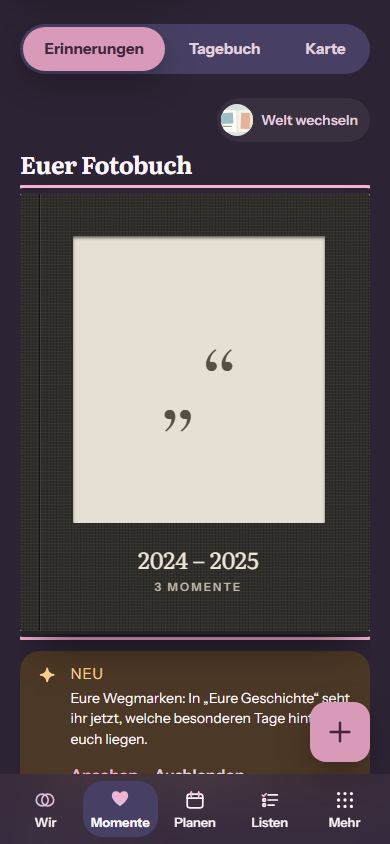 Erinnerungen Tagebuch Karte
Welt wechseln
Euer Fotobuch
“
”
2024 – 2025
3 MOMENTE
NEU
Eure Wegmarken: In „Eure Geschichte“ seht
ihr jetzt, welche besonderen Tage
euch liegen.
Wir Momente Planen Listen Mehr